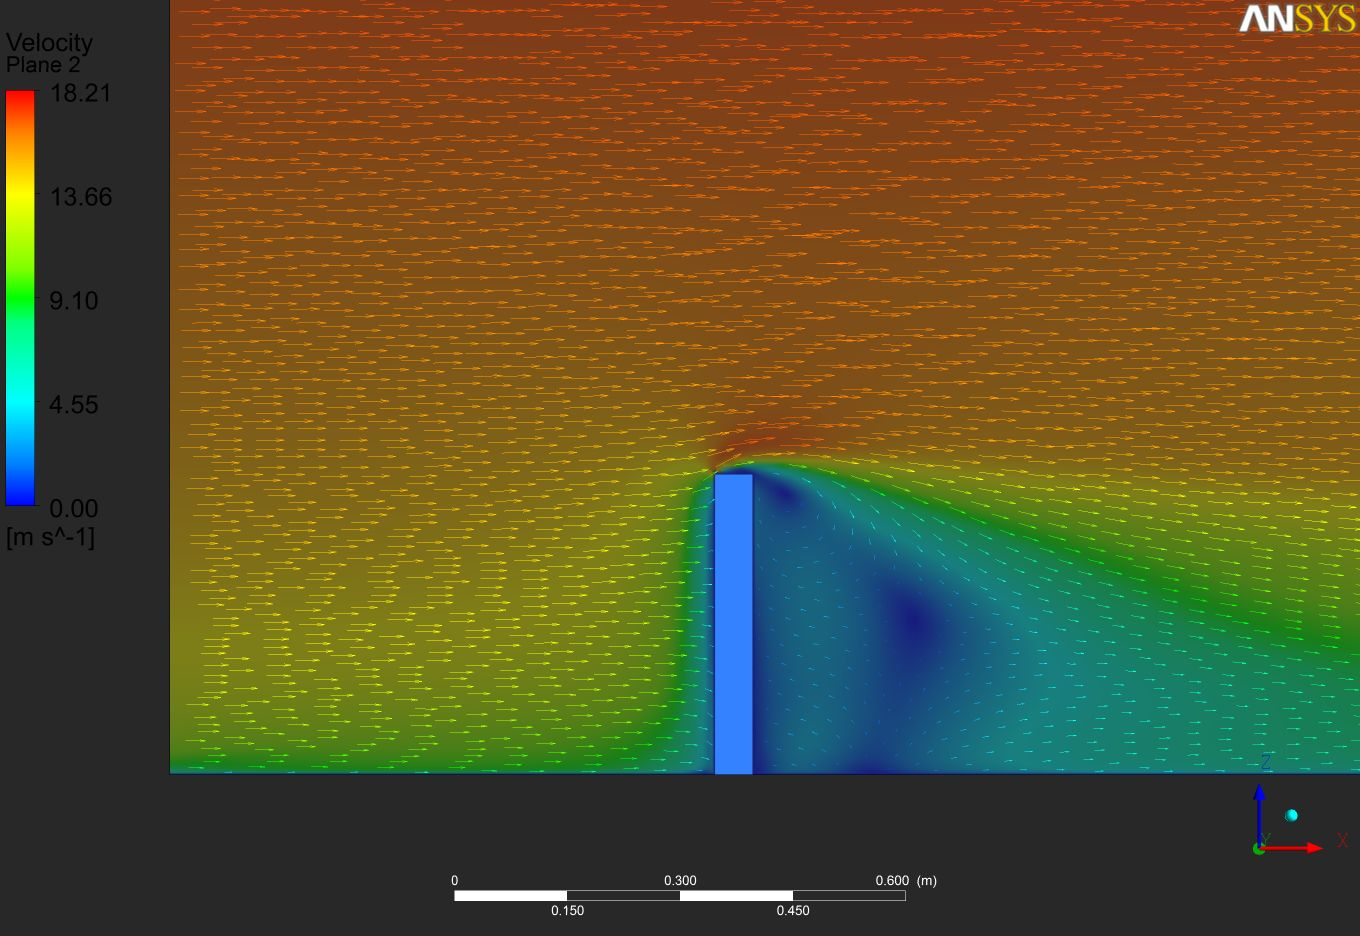 ANSYS
Velocity
Plane 2
18.21
13.66
9.10
4.55
0.00
[m s^-1]
Z
Y
X
0 0.300 0.600 (m)
0.150 0.450